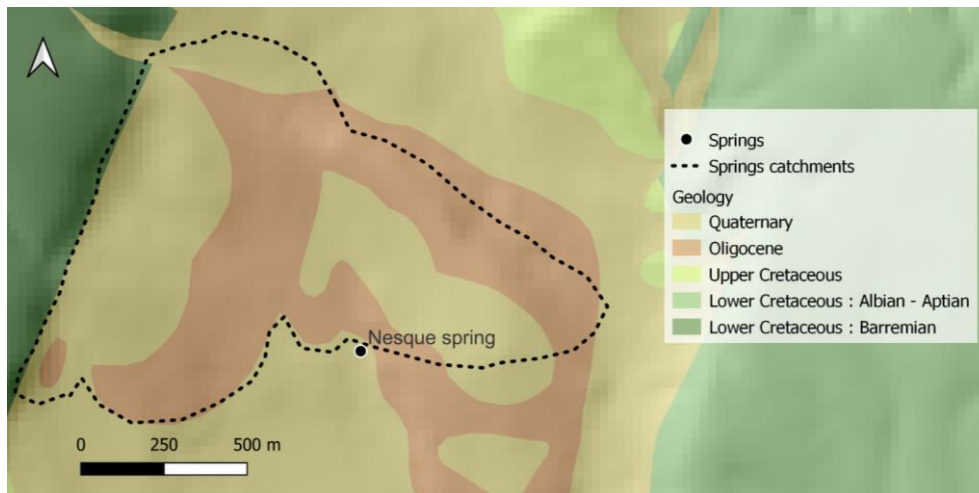 Springs
Springs catchments
Geology
Quaternary
Oligocene
Upper Cretaceous
Lower Cretaceous : Albian - Aptian
Lower Cretaceous : Barremian
Nesque spring
0 250 500 m